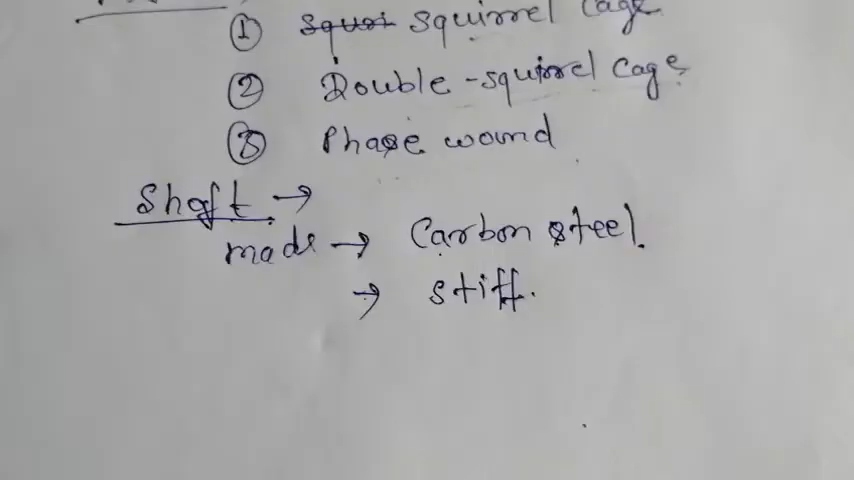 ① squirrel cage
② Double-squirrel cage
③ Phase wound
Shaft →
made → Carbon steel.
→ stiff.